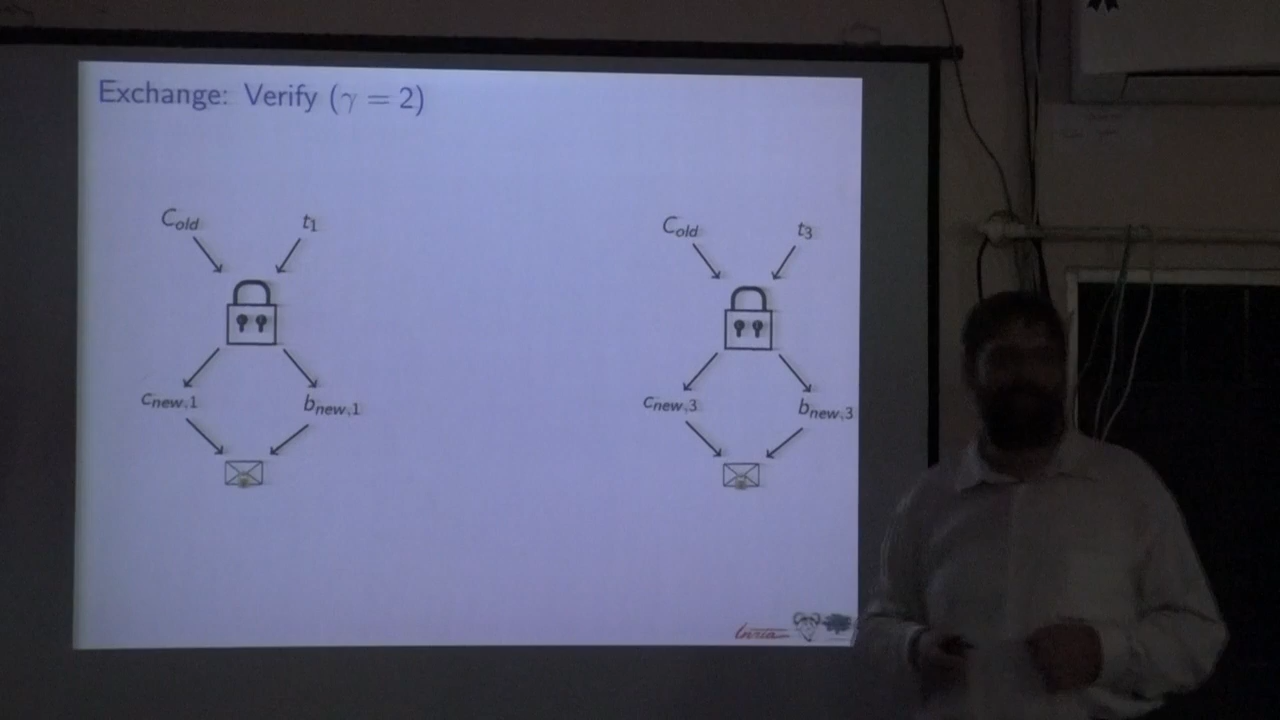 Exchange: Verify (γ = 2)
C_old t_1
C_old t_3
c_new,1 b_new,1
c_new,3 b_new,3
Inria